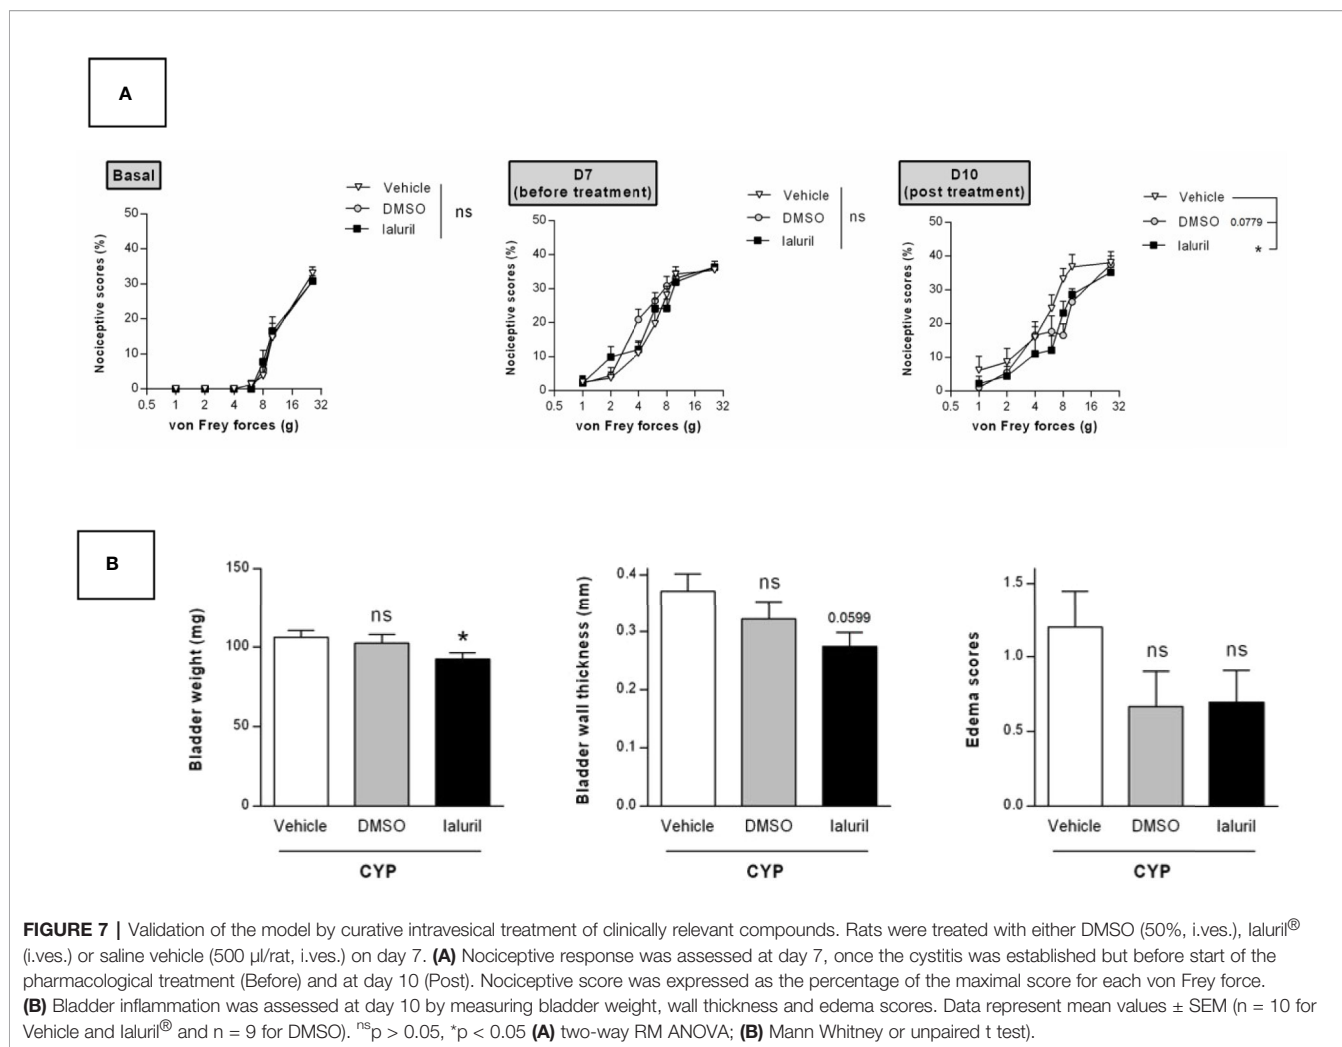 A
Basal
Vehicle
DMSO
Ialuril
ns
Nociceptive scores (%)
50
40
30
20
10
0
0.5 1 2 4 8 16 32
von Frey forces (g)
D7
(before treatment)
Vehicle
DMSO
Ialuril
ns
Nociceptive scores (%)
50
40
30
20
10
0
0.5 1 2 4 8 16 32
von Frey forces (g)
D10
(post treatment)
Vehicle
DMSO 0.0779
Ialuril *
Nociceptive scores (%)
50
40
30
20
10
0
0.5 1 2 4 8 16 32
von Frey forces (g)
B
Bladder weight (mg)
150
100
50
0
ns
*
Vehicle DMSO Ialuril
CYP
Bladder wall thickness (mm)
0.4
0.3
0.2
0.1
0.0
ns
0.0599
Vehicle DMSO Ialuril
CYP
Edema scores
1.5
1.0
0.5
0.0
ns
ns
Vehicle DMSO Ialuril
CYP
FIGURE 7 | Validation of the model by curative intravesical treatment of clinically relevant compounds. Rats were treated with either DMSO (50%, i.ves.), Ialuril®
(i.ves.) or saline vehicle (500 µl/rat, i.ves.) on day 7. (A) Nociceptive response was assessed at day 7, once the cystitis was established but before start of the
pharmacological treatment (Before) and at day 10 (Post). Nociceptive score was expressed as the percentage of the maximal score for each von Frey force.
(B) Bladder inflammation was assessed at day 10 by measuring bladder weight, wall thickness and edema scores. Data represent mean values ± SEM (n = 10 for
Vehicle and Ialuril® and n = 9 for DMSO). nsp > 0.05, *p < 0.05 (A) two-way RM ANOVA; (B) Mann Whitney or unpaired t test).